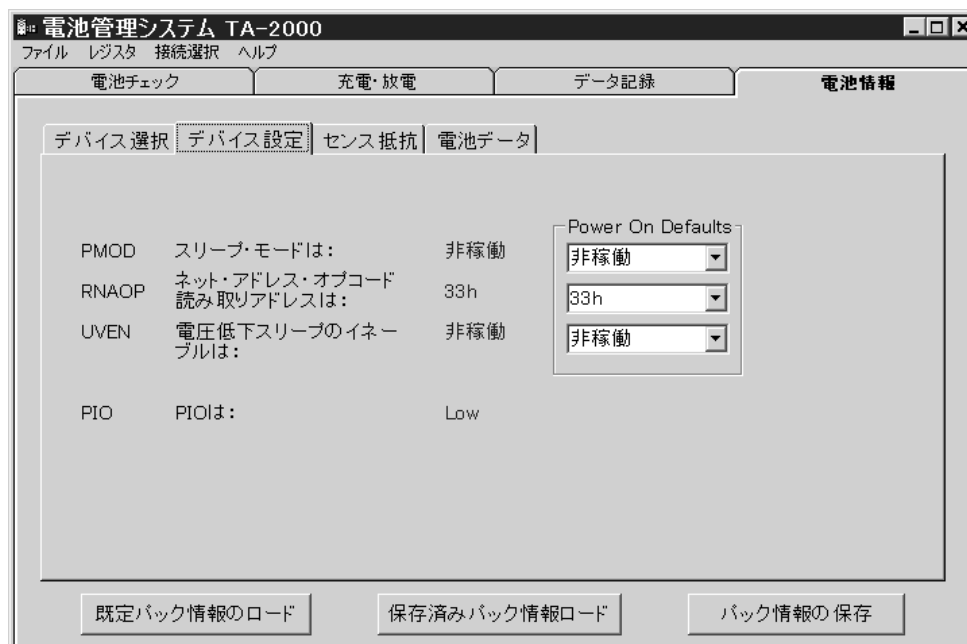 電池管理システム TA-2000
ファイル レジスタ 接続選択 ヘルプ
電池チェック 充電・放電 データ記録 電池情報
デバイス選択 デバイス設定 センス抵抗 電池データ
Power On Defaults
PMOD スリープ・モードは: 非稼働 非稼働
RNAOP ネット・アドレス・オプコード
読み取りアドレスは: 33h 33h
UVEN 電圧低下スリープのイネー
ブルは: 非稼働 非稼働
PIO PIOは: Low
既定パック情報のロード 保存済みパック情報ロード パック情報の保存